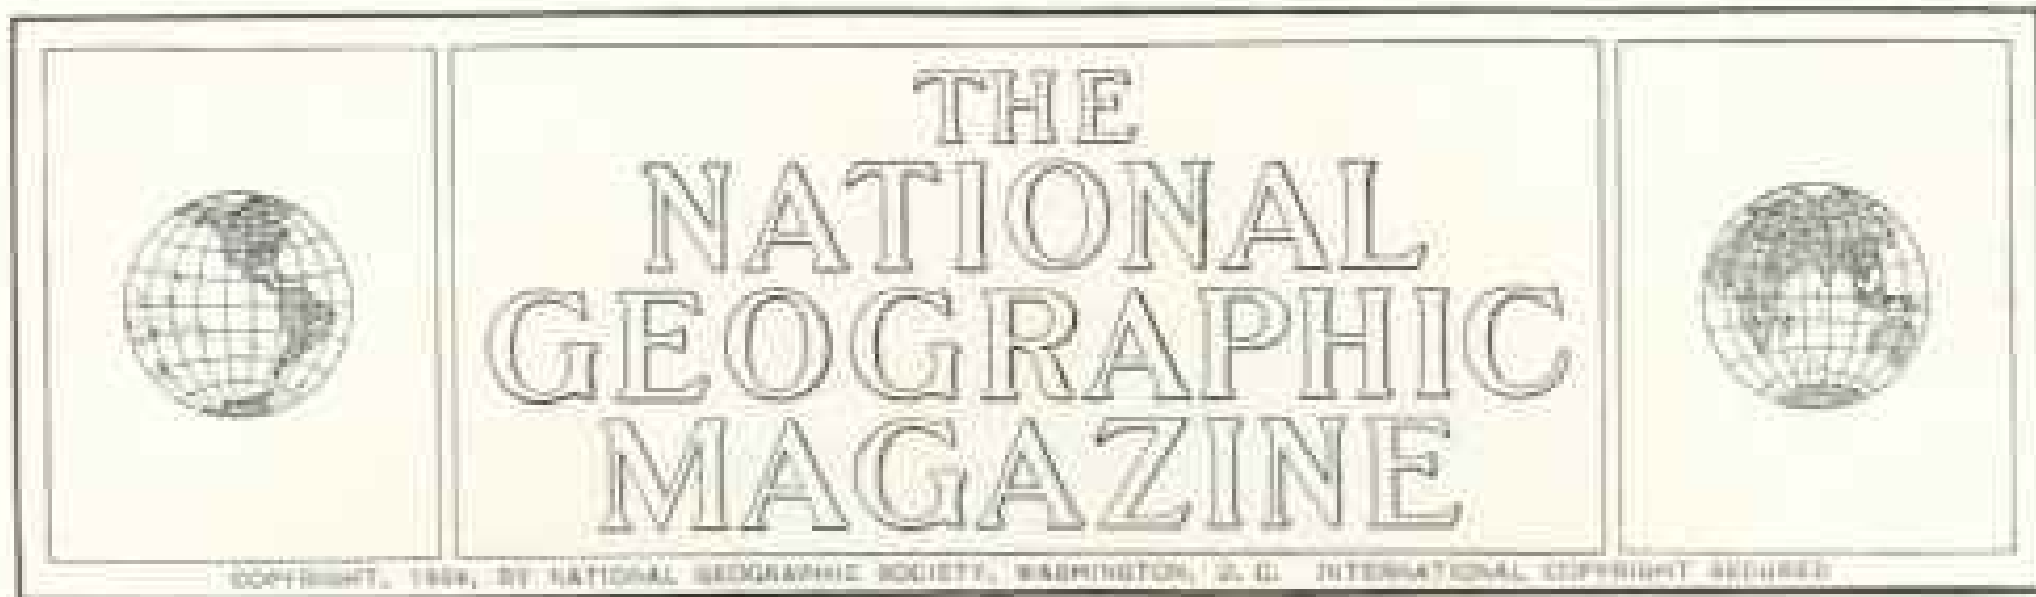 THE
NATIONAL
GEOGRAPHIC
MAGAZINE
COPYRIGHT, BY NATIONAL GEOGRAPHIC SOCIETY, WASHINGTON, D. C. INTERNATIONAL COPYRIGHT SECURED